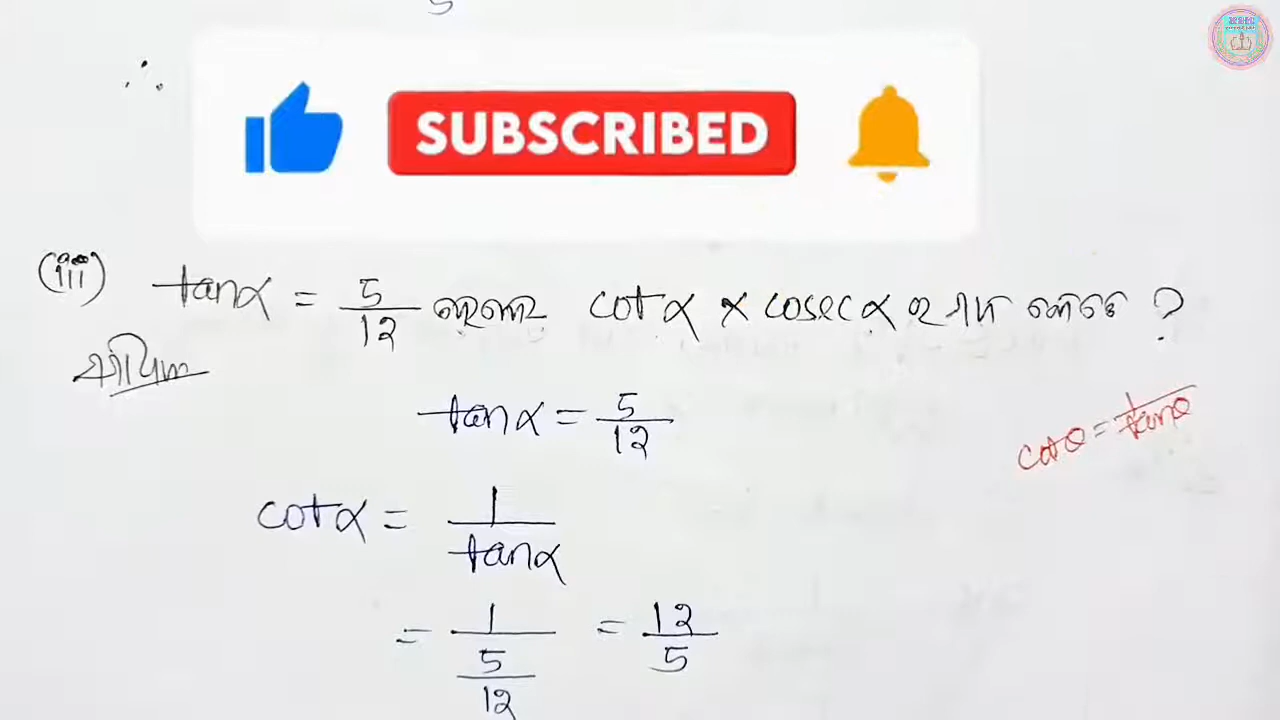 ∴
SUBSCRIBED
(iii) tanα = 5/12 ହେଲେ cotα × cosecα ର ମାନ କେତେ ?
tanα = 5/12
cotθ = 1/tanθ
cotα = 1/tanα
= 1/(5/12) = 12/5